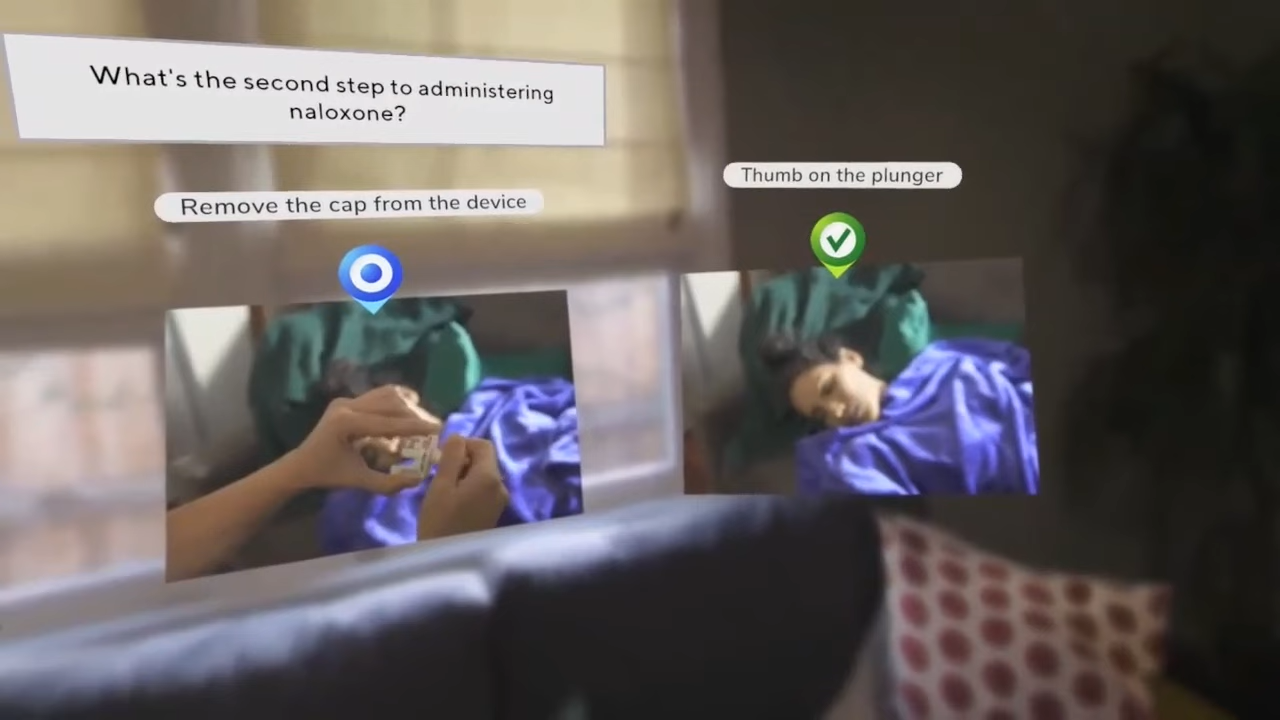 What's the second step to administering
naloxone?
Remove the cap from the device
Thumb on the plunger